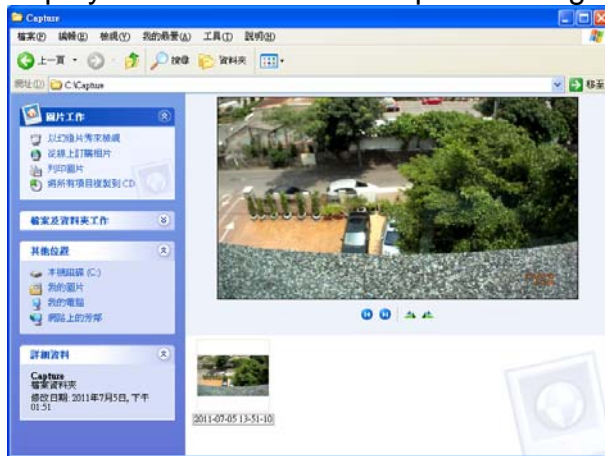 Capture
檔案(F) 編輯(E) 檢視(V) 我的最愛(A) 工具(T) 說明(H)
上一頁 搜尋 資料夾
網址(D) C:\Capture 移至
圖片工作
以幻燈片秀來檢視
從線上訂購相片
列印圖片
將所有項目複製到 CD
檔案及資料夾工作
其他位置
本機磁碟 (C:)
我的圖片
我的電腦
網路上的芳鄰
詳細資料
Capture
檔案資料夾
修改日期: 2011年7月5日, 下午
01:51
2011-07-05 13-51-10